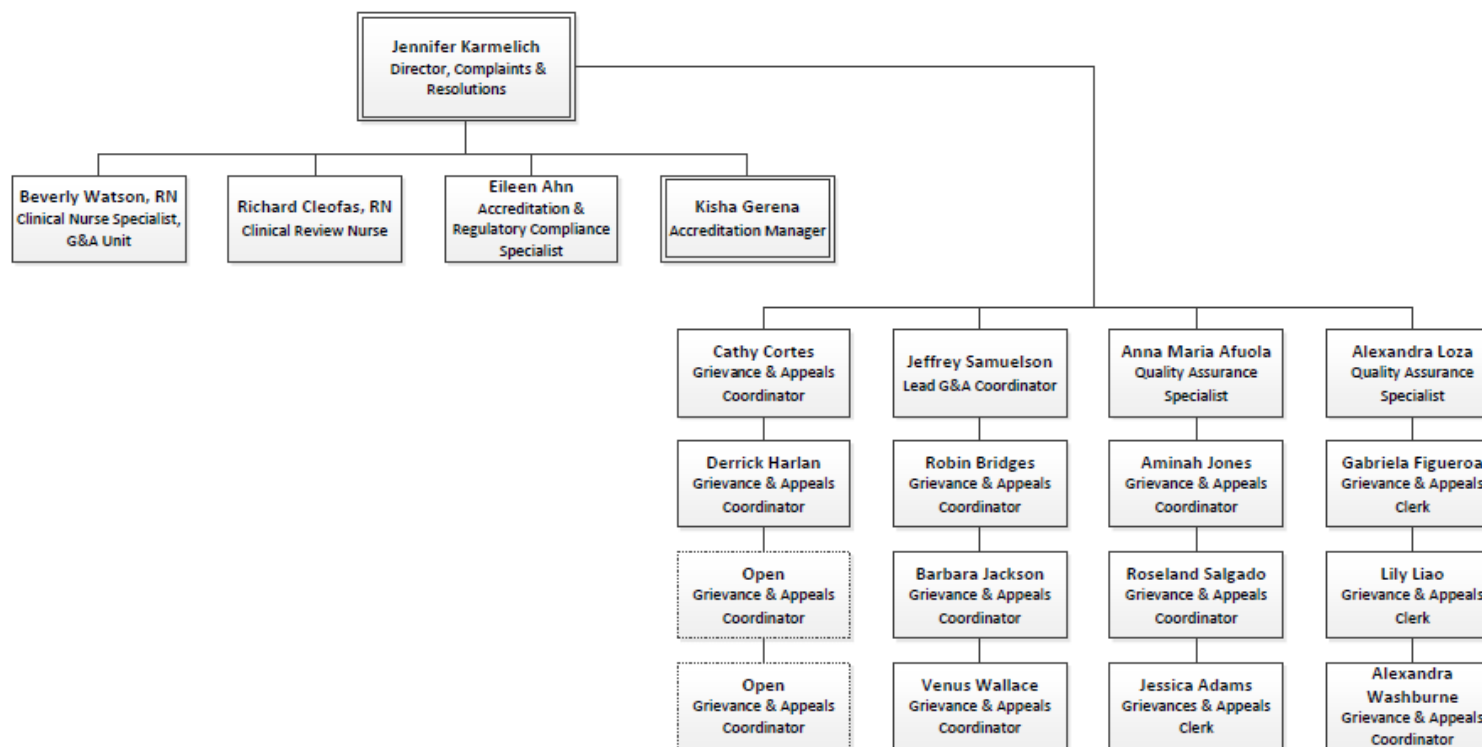 Jennifer Karmelich
Director, Complaints &
Resolutions
Beverly Watson, RN
Clinical Nurse Specialist,
G&A Unit
Richard Cleofas, RN
Clinical Review Nurse
Eileen Ahn
Accreditation &
Regulatory Compliance
Specialist
Kisha Gerena
Accreditation Manager
Cathy Cortes
Grievance & Appeals
Coordinator
Jeffrey Samuelson
Lead G&A Coordinator
Anna Maria Afuola
Quality Assurance
Specialist
Alexandra Loza
Quality Assurance
Specialist
Derrick Harlan
Grievance & Appeals
Coordinator
Robin Bridges
Grievance & Appeals
Coordinator
Aminah Jones
Grievance & Appeals
Coordinator
Gabriela Figueroa
Grievance & Appeals
Clerk
Open
Grievance & Appeals
Coordinator
Barbara Jackson
Grievance & Appeals
Coordinator
Roseland Salgado
Grievance & Appeals
Coordinator
Lily Liao
Grievance & Appeals
Clerk
Open
Grievance & Appeals
Coordinator
Venus Wallace
Grievance & Appeals
Coordinator
Jessica Adams
Grievances & Appeals
Clerk
Alexandra
Washburne
Grievance & Appeals
Coordinator